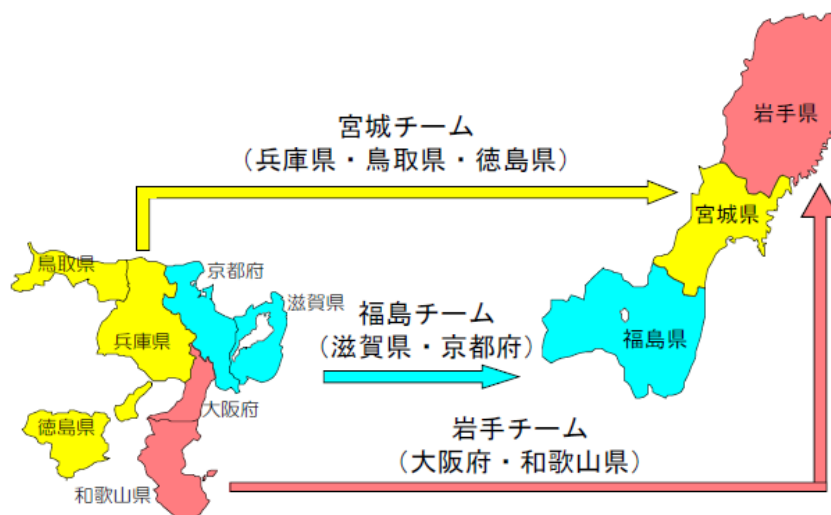 岩手県
宮城チーム
（兵庫県・鳥取県・徳島県）
宮城県
鳥取県
京都府
滋賀県
福島チーム
（滋賀県・京都府）
兵庫県
福島県
大阪府
徳島県
岩手チーム
（大阪府・和歌山県）
和歌山県